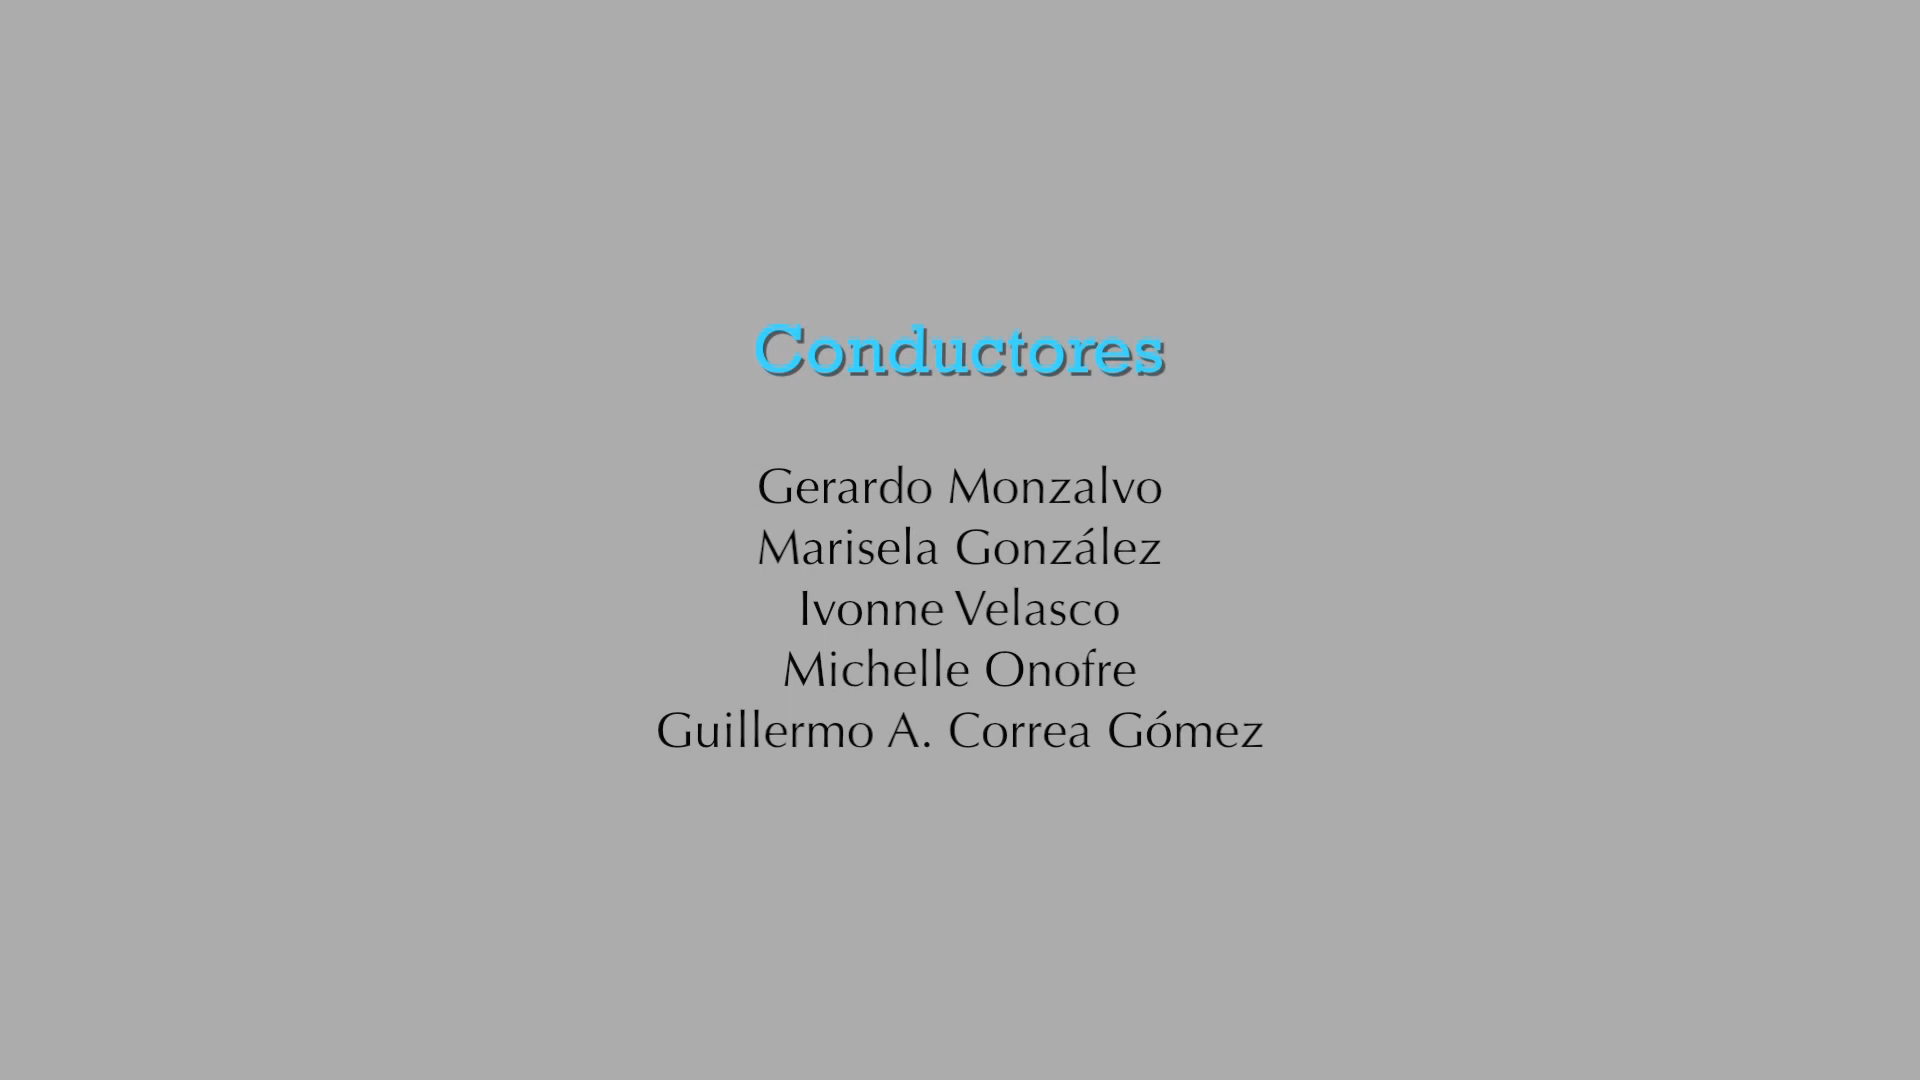 Conductores
Gerardo Monzalvo
Marisela González
Ivonne Velasco
Michelle Onofre
Guillermo A. Correa Gómez